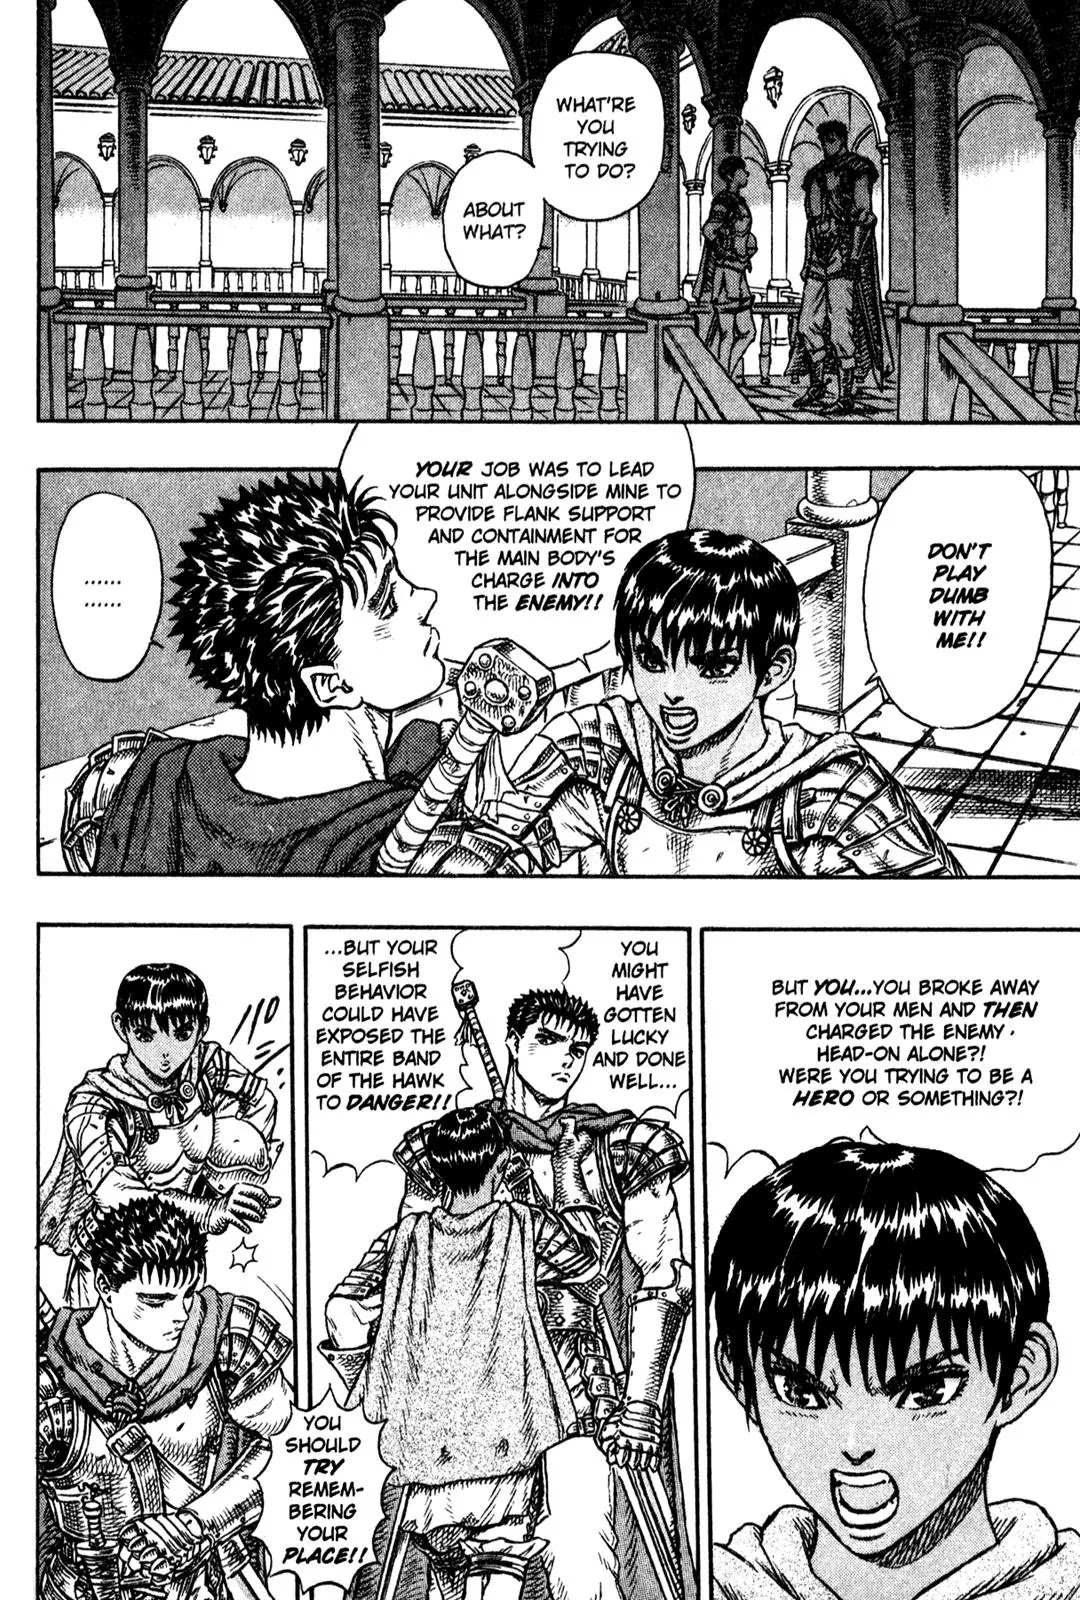 WHAT'RE
YOU
TRYING
TO DO?
ABOUT
WHAT?
DON'T
PLAY
DUMB
WITH
ME!!
YOUR JOB WAS TO LEAD
YOUR UNIT ALONGSIDE MINE TO
PROVIDE FLANK SUPPORT
AND CONTAINMENT FOR
THE MAIN BODY'S
CHARGE INTO
THE ENEMY!!
......
......
BUT YOU...YOU BROKE AWAY
FROM YOUR MEN AND THEN
CHARGED THE ENEMY
HEAD-ON ALONE?!
WERE YOU TRYING TO BE A
HERO OR SOMETHING?!
YOU
MIGHT
HAVE
GOTTEN
LUCKY
AND DONE
WELL...
...BUT YOUR
SELFISH
BEHAVIOR
COULD HAVE
EXPOSED THE
ENTIRE BAND
OF THE HAWK
TO DANGER!!
YOU
SHOULD
TRY
REMEM-
BERING
YOUR
PLACE!!